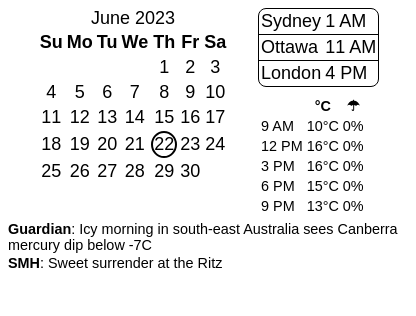 June 2023
Su Mo Tu We Th Fr Sa
1 2 3
4 5 6 7 8 9 10
11 12 13 14 15 16 17
18 19 20 21 22 23 24
25 26 27 28 29 30
Sydney 1 AM
Ottawa 11 AM
London 4 PM
°C ☂
9 AM 10°C 0%
12 PM 16°C 0%
3 PM 16°C 0%
6 PM 15°C 0%
9 PM 13°C 0%
Guardian: Icy morning in south-east Australia sees Canberra
mercury dip below -7C
SMH: Sweet surrender at the Ritz